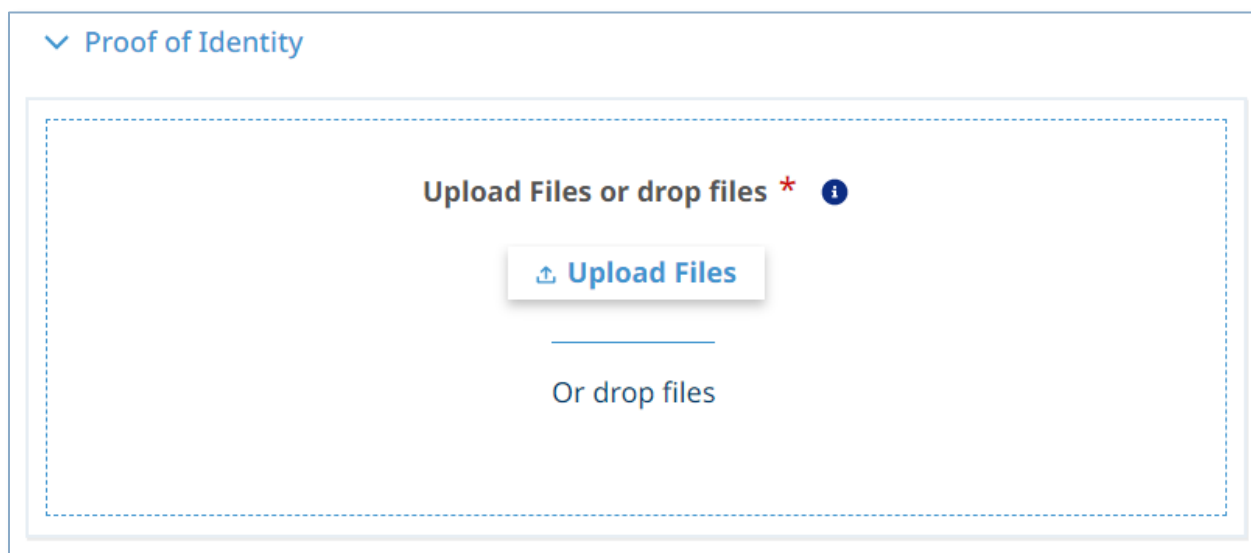 Proof of Identity
Upload Files or drop files *
Upload Files
Or drop files